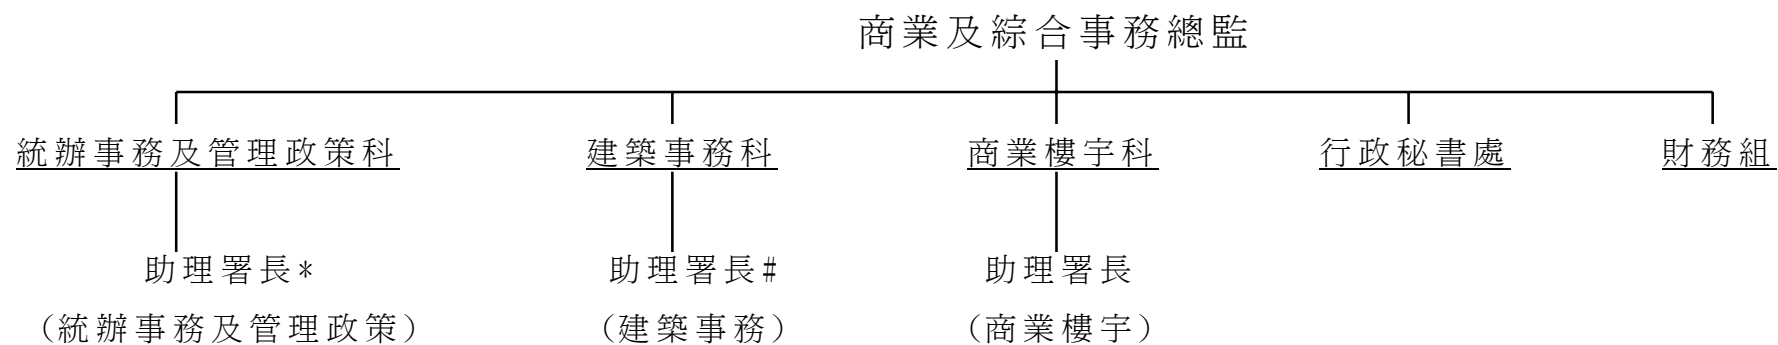 商業及綜合事務總監
統辦事務及管理政策科 建築事務科 商業樓宇科 行政秘書處 財務組
助理署長* 助理署長# 助理署長
(統辦事務及管理政策) (建築事務) (商業樓宇)